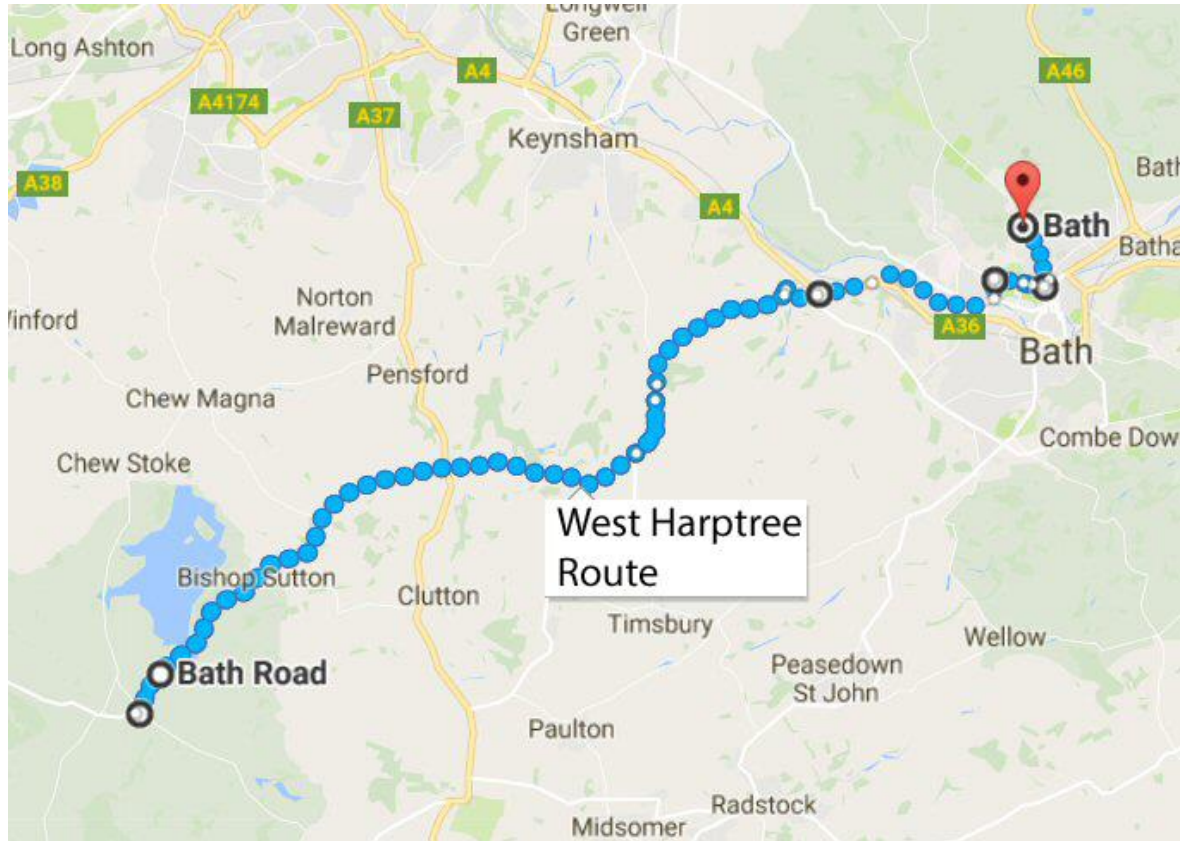 Longwell
Green
Long Ashton
A4
A46
A4174
A37
Keynsham
Bath
A38
A4
Bath
Batha
Norton
Malreward
Winford
A36
Bath
Pensford
Chew Magna
Combe Dow
Chew Stoke
West Harptree
Route
Bishop Sutton
Clutton
Timsbury
Wellow
Bath Road
Peasedown
St John
Paulton
Radstock
Midsomer